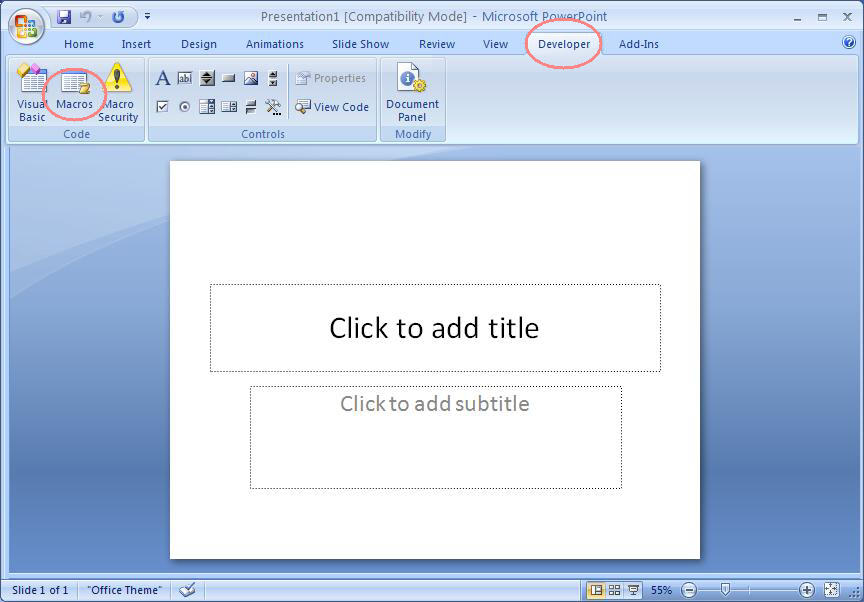 Presentation1 [Compatibility Mode] - Microsoft PowerPoint
Home Insert Design Animations Slide Show Review View Developer Add-Ins
Visual Basic
Macros
Macro Security
Code
A
ab
Properties
View Code
Controls
Document Panel
Modify
Click to add title
Click to add subtitle
Slide 1 of 1 "Office Theme" 55%